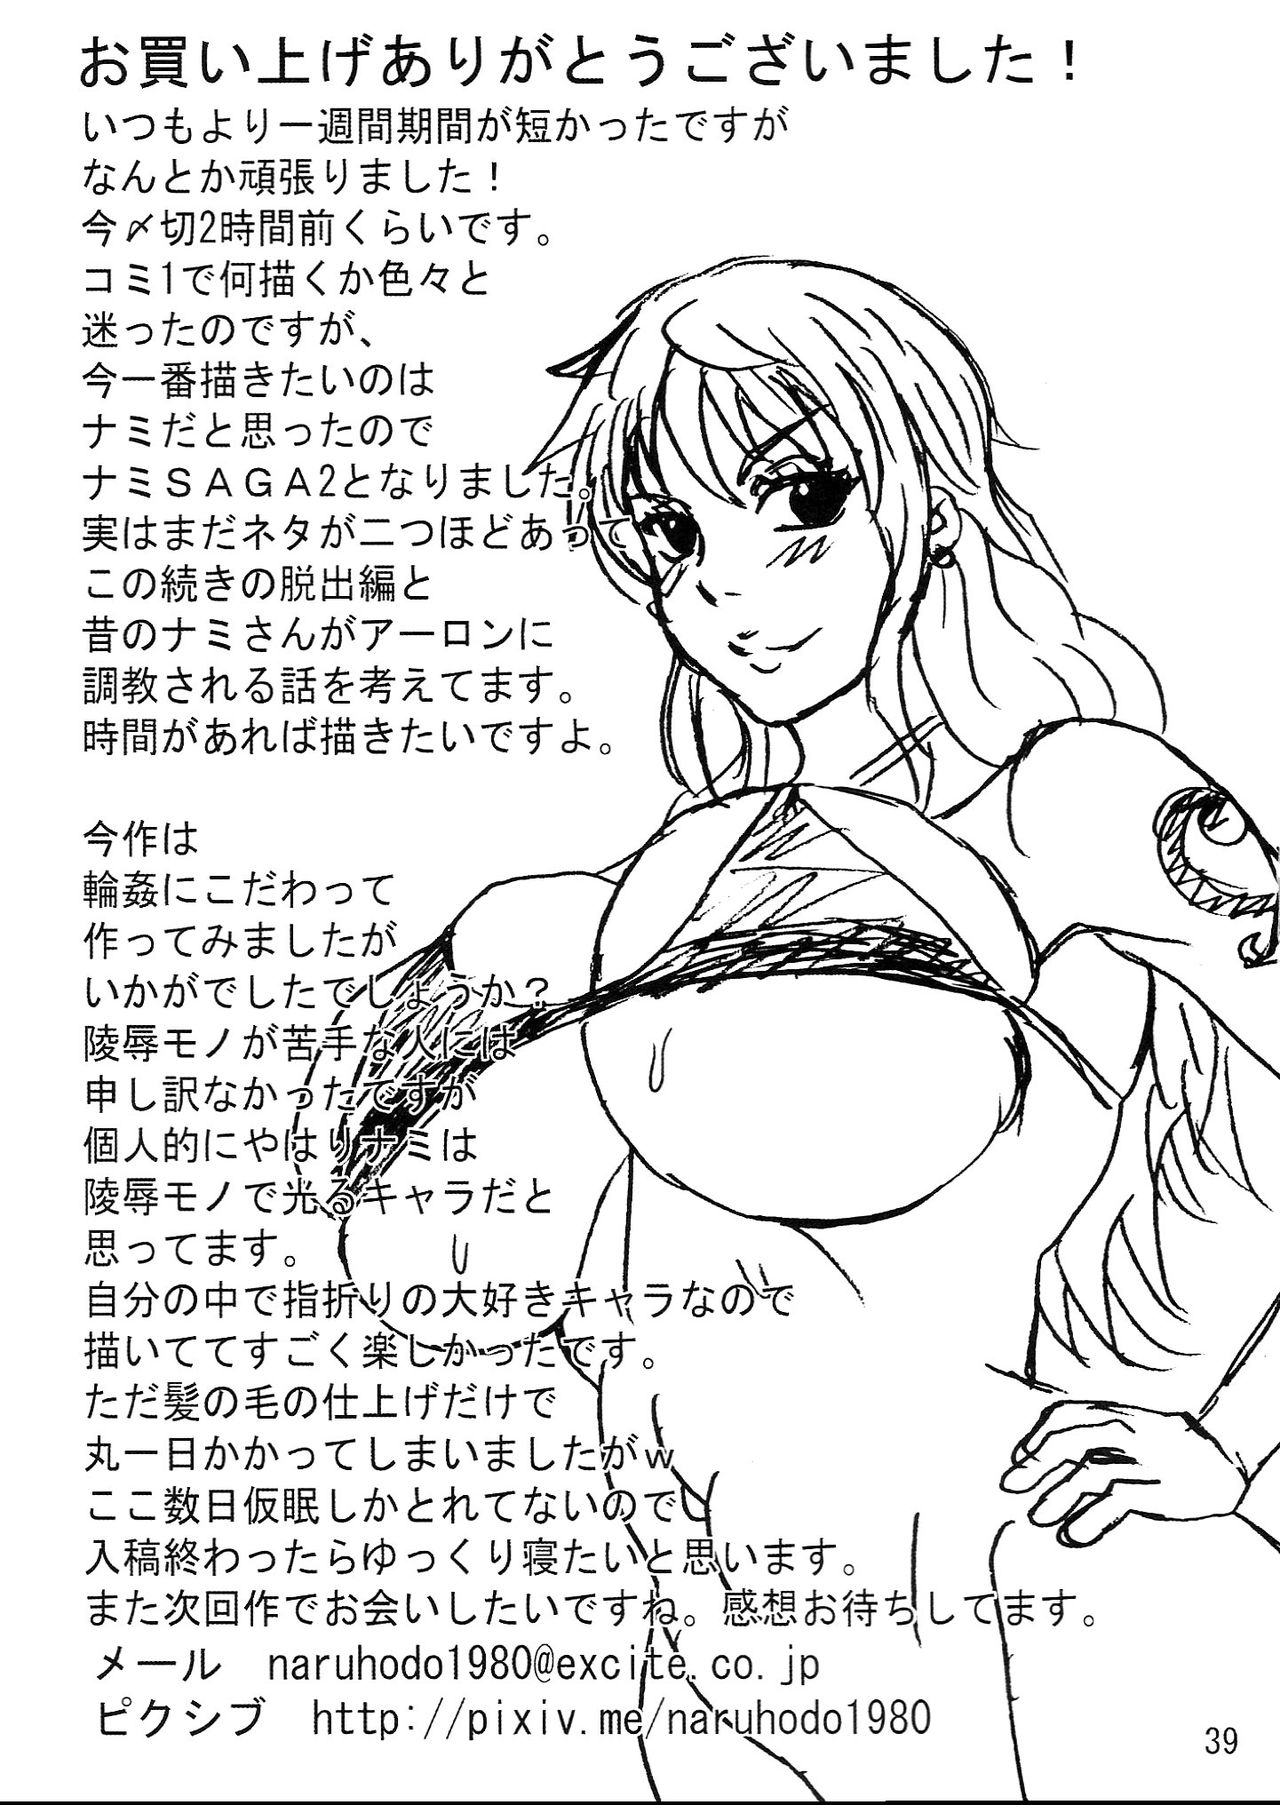 お買い上げありがとうございました！
いつもより一週間期間が短かったですが
なんとか頑張りました！
今〆切2時間前くらいです。
コミ1で何描くか色々と
迷ったのですが、
今一番描きたいのは
ナミだと思ったので
ナミＳＡＧＡ2となりました。
実はまだネタが二つほどあって
この続きの脱出編と
昔のナミさんがアーロンに
調教される話を考えてます。
時間があれば描きたいですよ。
今作は
輪姦にこだわって
作ってみましたが
いかがでしたでしょうか？
陵辱モノが苦手な人には
申し訳なかったですが
個人的にやはりナミは
陵辱モノで光るキャラだと
思ってます。
自分の中で指折りの大好きキャラなので
描いててすごく楽しかったです。
ただ髪の毛の仕上げだけで
丸一日かかってしまいましたがｗ
ここ数日仮眠しかとれてないので
入稿終わったらゆっくり寝たいと思います。
また次回作でお会いしたいですね。感想お待ちしてます。
メール　naruhodo1980@excite.co.jp
ピクシブ　http://pixiv.me/naruhodo1980
39